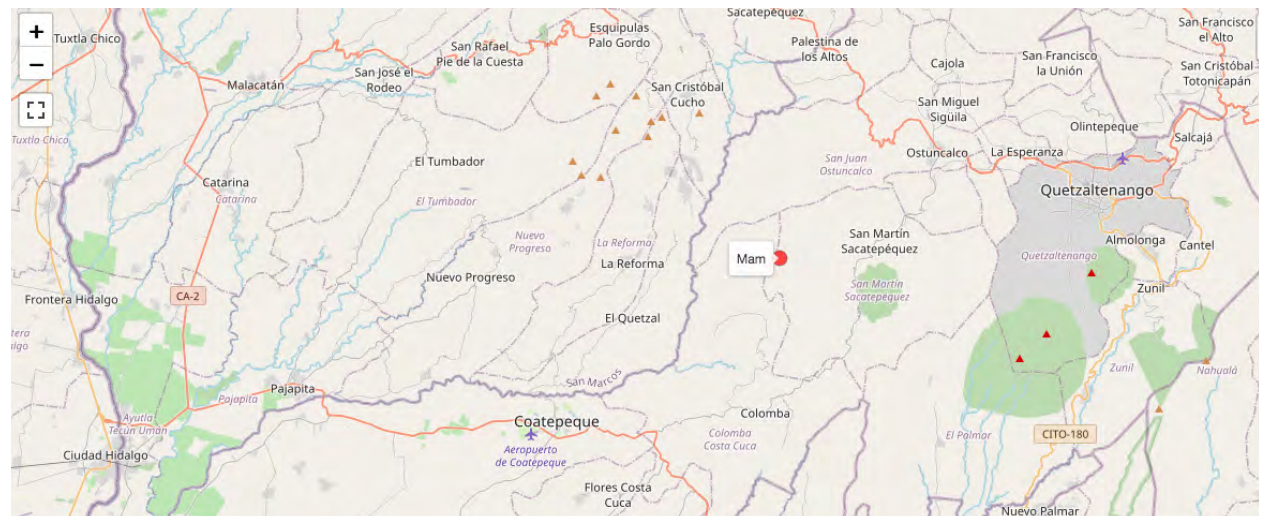 +
−
Tuxtla Chico
Malacatán
San José el
Rodeo
San Rafael
Pie de la Cuesta
Esquipulas
Palo Gordo
Sacatepéquez
San Cristóbal
Cucho
Palestina de
los Altos
Cajola
San Francisco
la Unión
San Francisco
el Alto
San Cristóbal
Totonicapán
San Miguel
Sigüila
Olintepeque
Salcajá
Tuxtla Chico
El Tumbador
San Juan
Ostuncalco
Ostuncalco
La Esperanza
Catarina
Catarina
El Tumbador
Quetzaltenango
Nuevo
Progreso
La Reforma
San Martín
Sacatepéquez
Almolonga
Cantel
Mam
La Reforma
Quetzaltenango
Nuevo Progreso
San Martín
Sacatepéquez
Zunil
Frontera Hidalgo
CA-2
tera
algo
El Quetzal
San Marcos
Zunil
Nahualá
Pajapita
Pajapita
Ayutla
Tecún Umán
Coatepeque
Colomba
Colomba
Costa Cuca
El Palmar
CITO-180
Ciudad Hidalgo
Aeropuerto
de Coatepeque
Flores Costa
Cuca
Nuevo Palmar